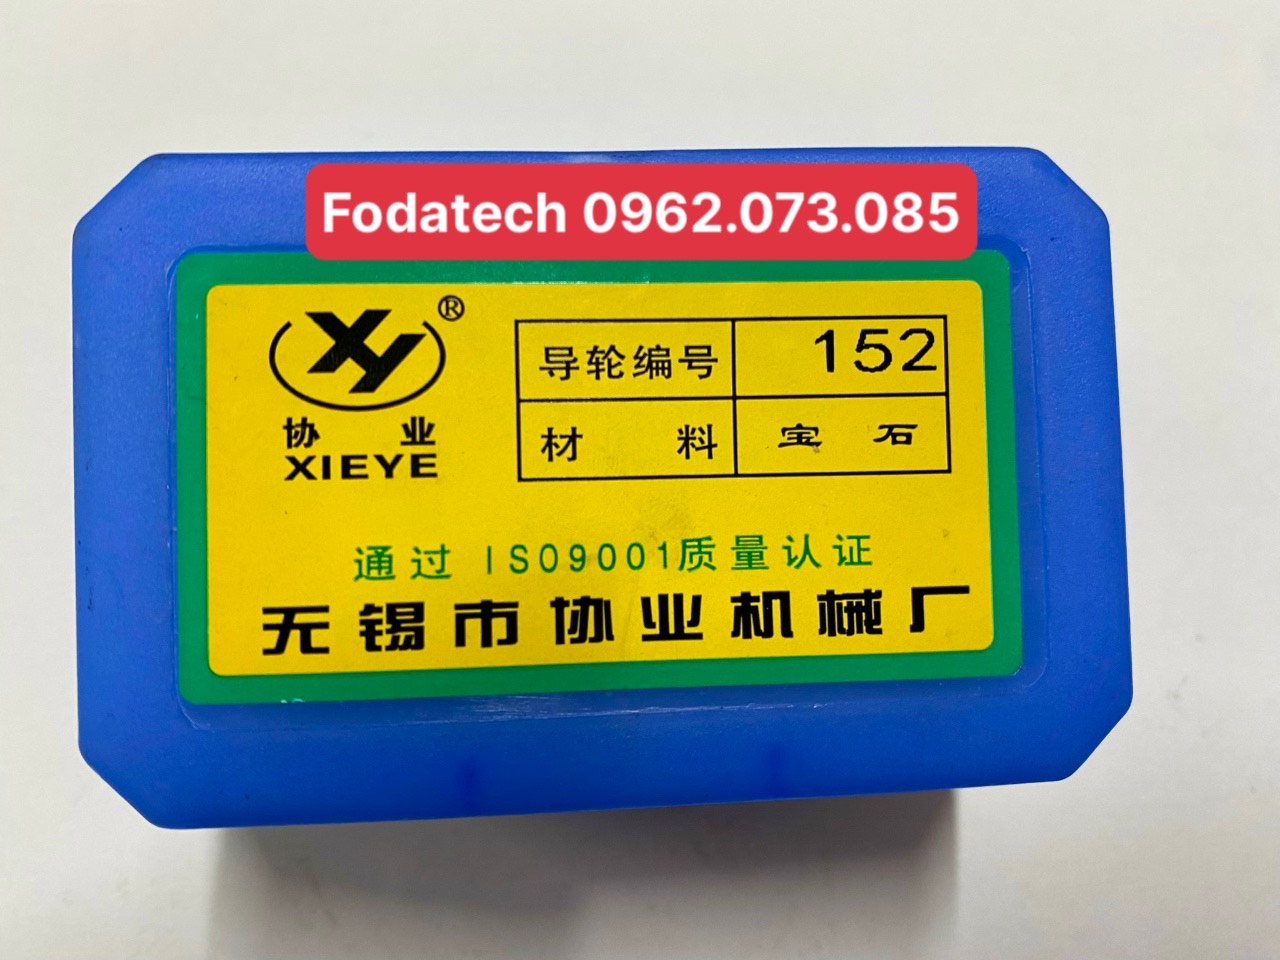 Fodatech 0962.073.085
XY®
协业
XIEYE
导轮编号 152
材料 宝石
通过 ISO9001质量认证
无锡市协业机械厂